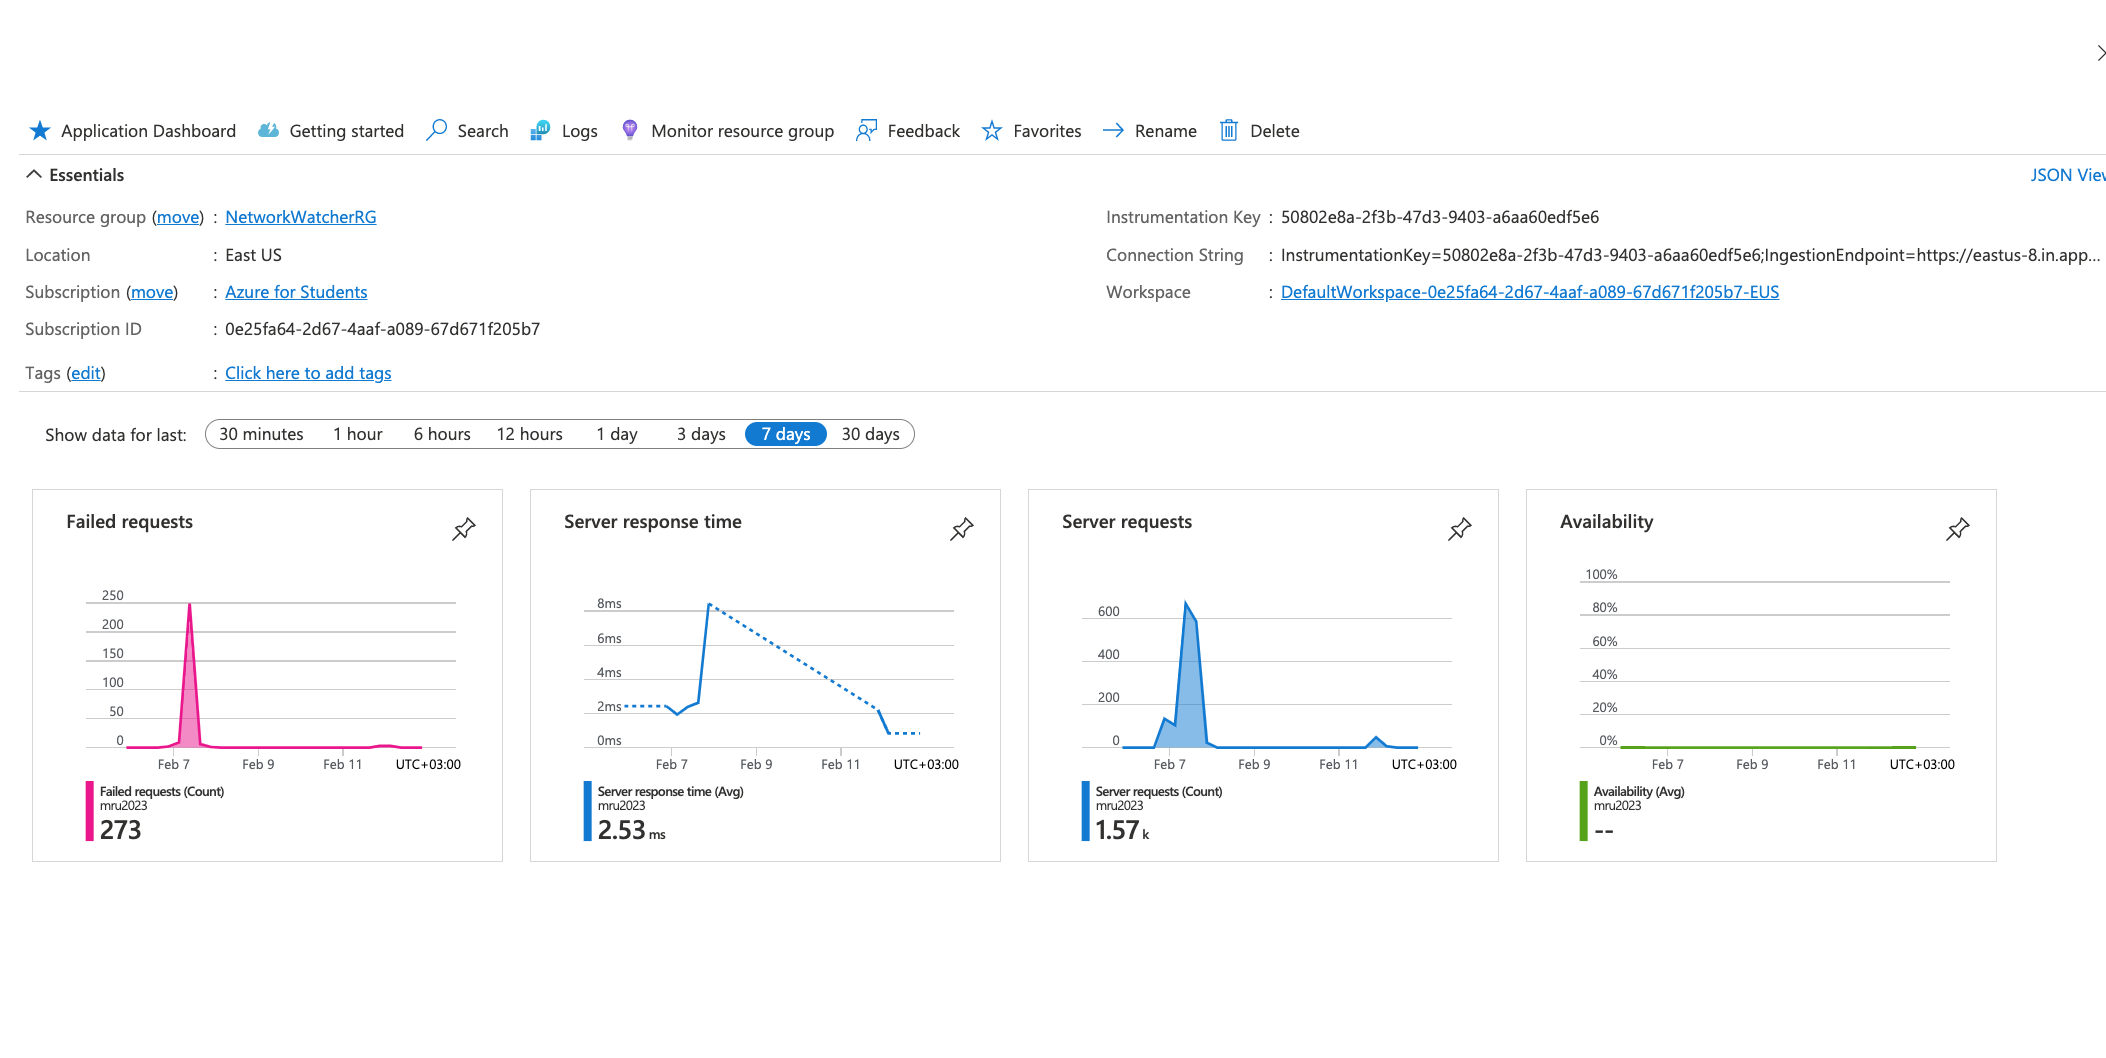 Application Dashboard Getting started Search Logs Monitor resource group Feedback Favorites Rename Delete
Essentials JSON View
Resource group (move) : NetworkWatcherRG
Location : East US
Subscription (move) : Azure for Students
Subscription ID : 0e25fa64-2d67-4aaf-a089-67d671f205b7
Tags (edit) : Click here to add tags
Instrumentation Key : 50802e8a-2f3b-47d3-9403-a6aa60edf5e6
Connection String : InstrumentationKey=50802e8a-2f3b-47d3-9403-a6aa60edf5e6;IngestionEndpoint=https://eastus-8.in.app...
Workspace : DefaultWorkspace-0e25fa64-2d67-4aaf-a089-67d671f205b7-EUS
Show data for last: 30 minutes 1 hour 6 hours 12 hours 1 day 3 days 7 days 30 days
Failed requests
250
200
150
100
50
0
Feb 7 Feb 9 Feb 11 UTC+03:00
Failed requests (Count)
mru2023
273
Server response time
8ms
6ms
4ms
2ms
0ms
Feb 7 Feb 9 Feb 11 UTC+03:00
Server response time (Avg)
mru2023
2.53 ms
Server requests
600
400
200
0
Feb 7 Feb 9 Feb 11 UTC+03:00
Server requests (Count)
mru2023
1.57 k
Availability
100%
80%
60%
40%
20%
0%
Feb 7 Feb 9 Feb 11 UTC+03:00
Availability (Avg)
mru2023
--